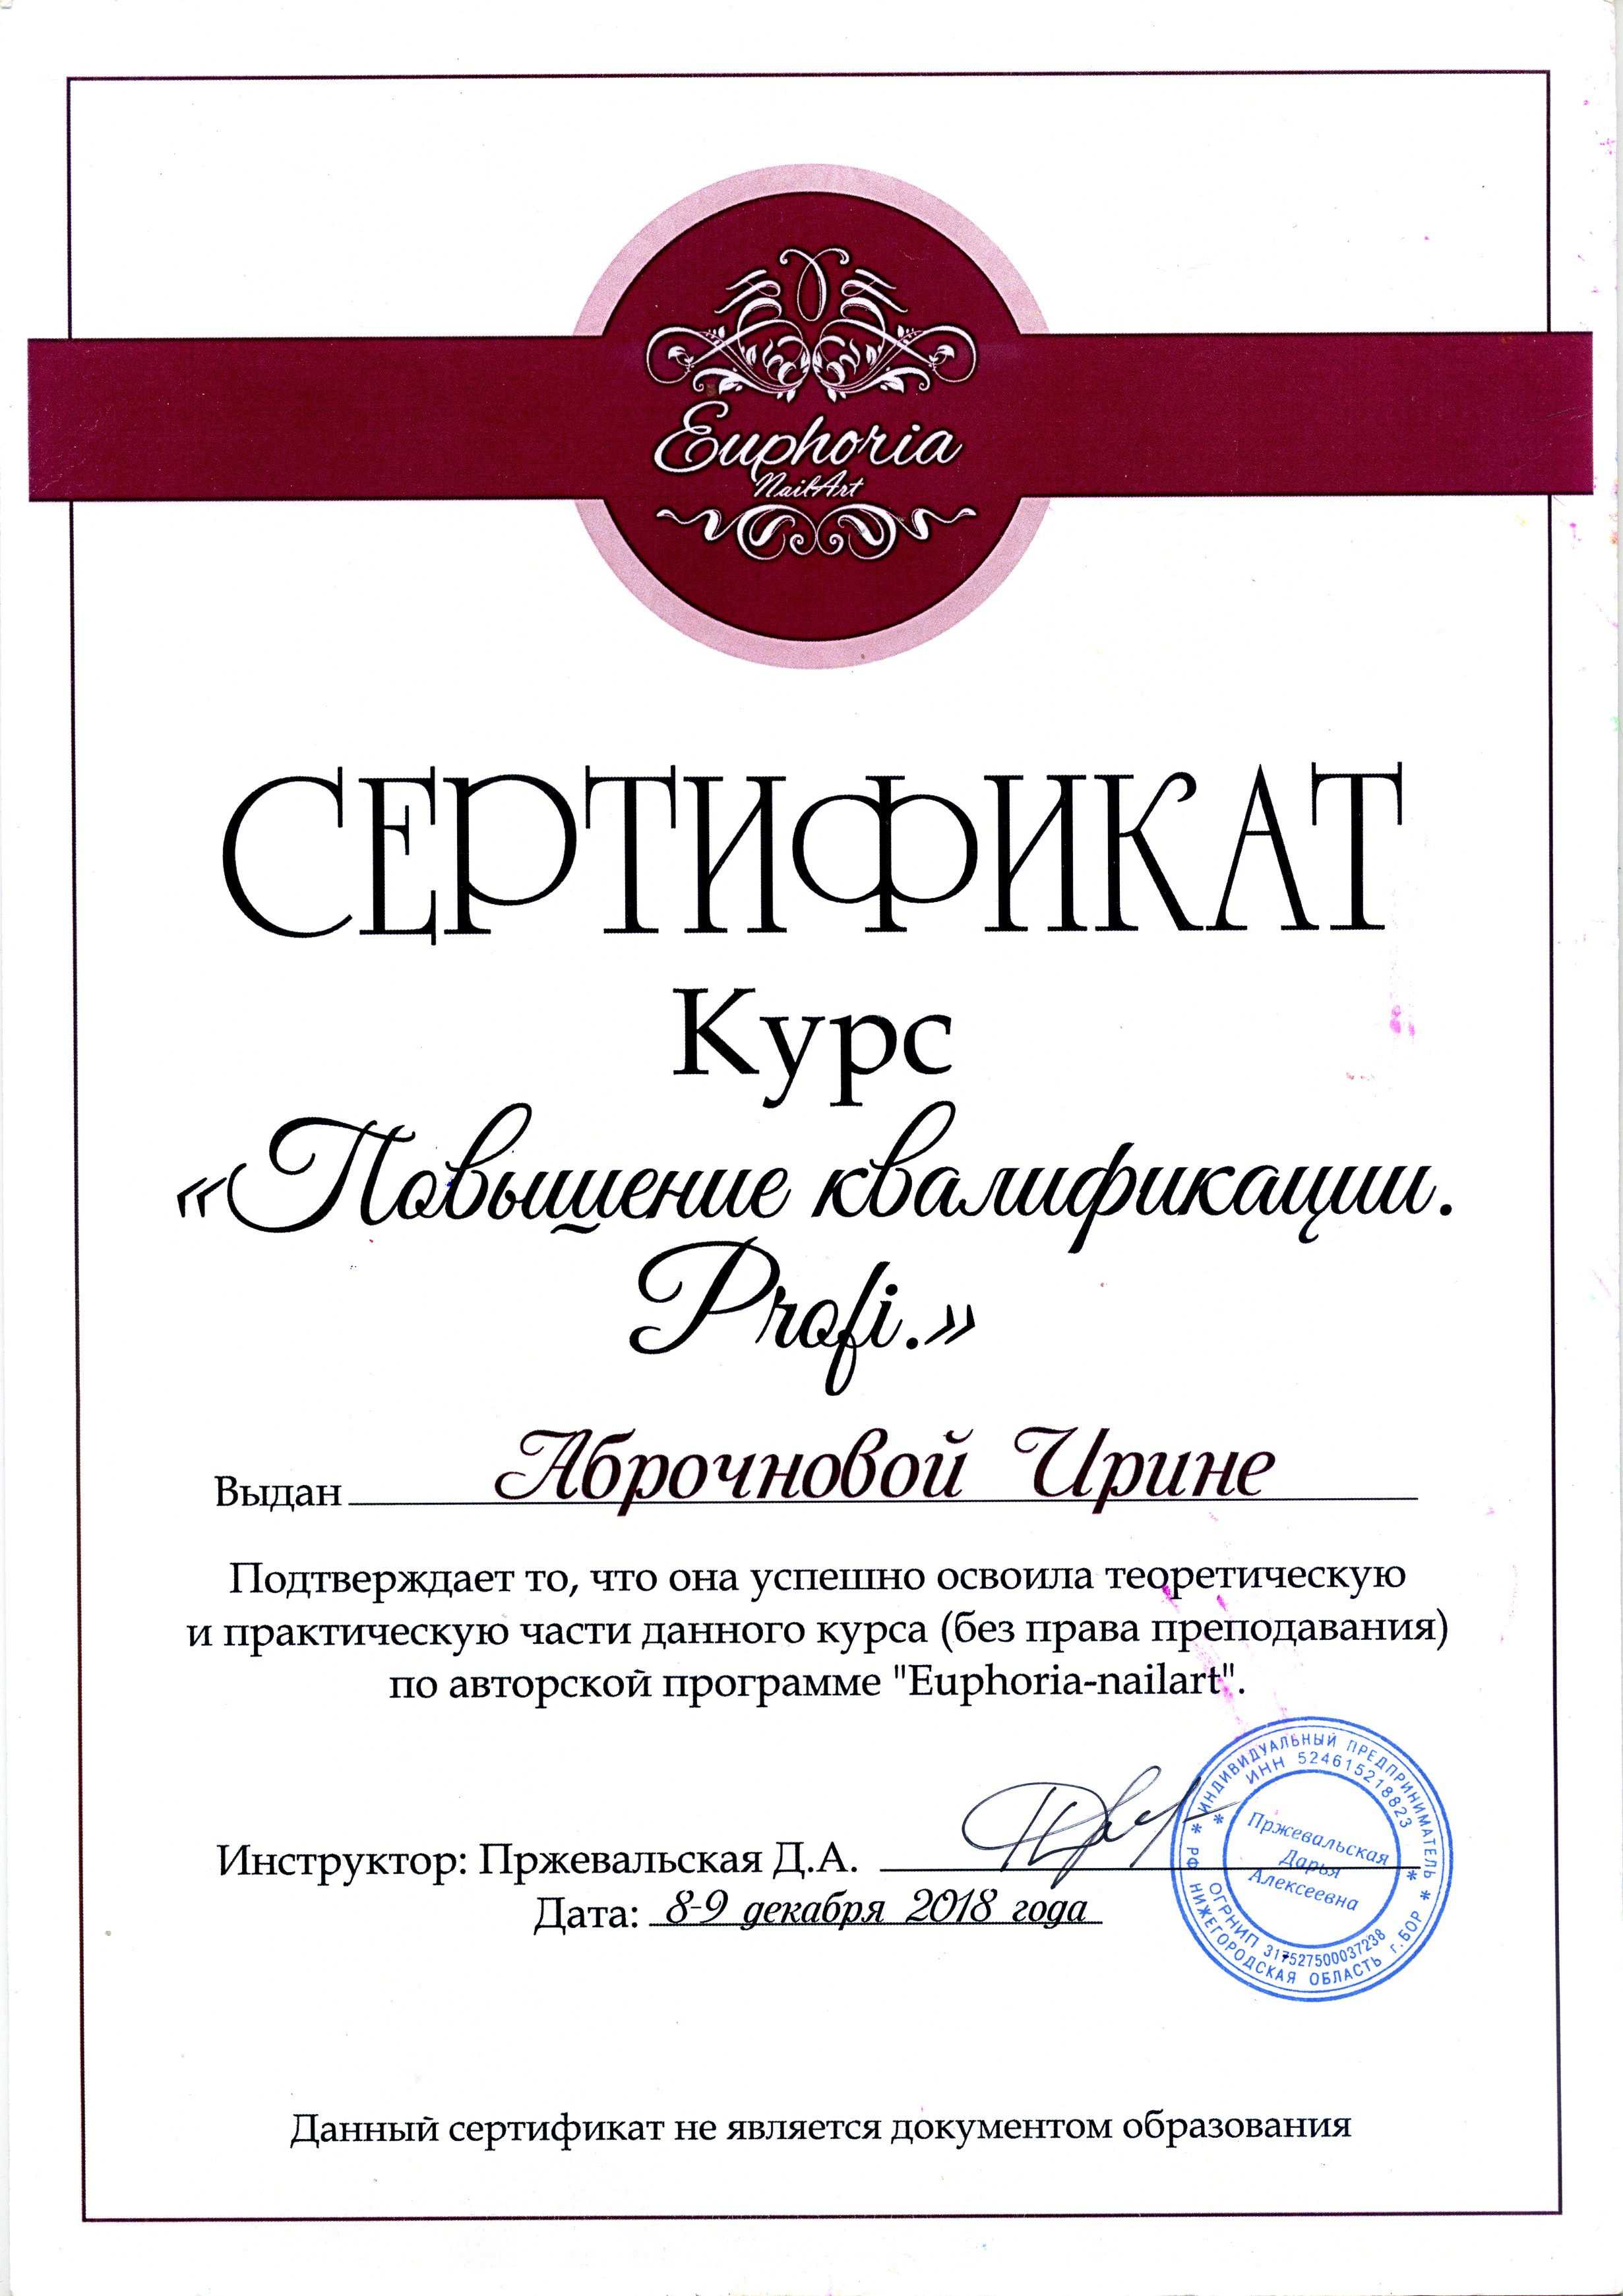 Euphoria
NailArt
СЕРТИФИКАТ
Курс
«Повышение квалификации.
Profi.»
Выдан Аброчновой Ирине
Подтверждает то, что она успешно освоила теоретическую
и практическую части данного курса (без права преподавания)
по авторской программе "Euphoria-nailart".
Инструктор: Пржевальская Д.А.
Дата: 8-9 декабря 2018 года
* ИНДИВИДУАЛЬНЫЙ ПРЕДПРИНИМАТЕЛЬ *
РФ НИЖЕГОРОДСКАЯ ОБЛАСТЬ г.БОР
* ИНН 524615218823 *
ОГРНИП 317527500037238
Пржевальская
Дарья
Алексеевна
Данный сертификат не является документом образования